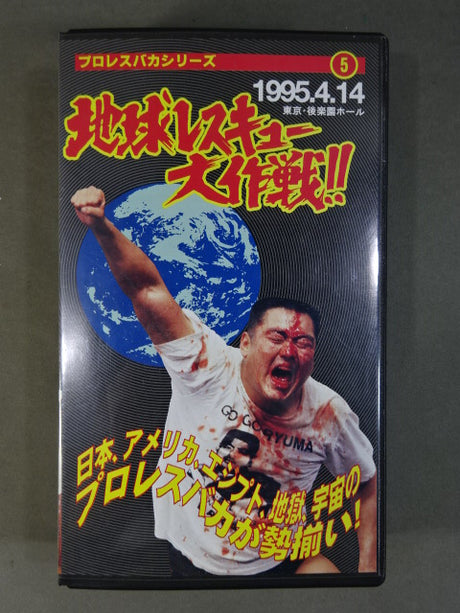 プロレスバカシリーズ ⑤
1995.4.14
東京・後楽園ホール
地球レスキュー
大作戦!!
GO GORYUMA
日本、アメリカ、エジプト、地獄、宇宙の
プロレスバカが勢揃い!